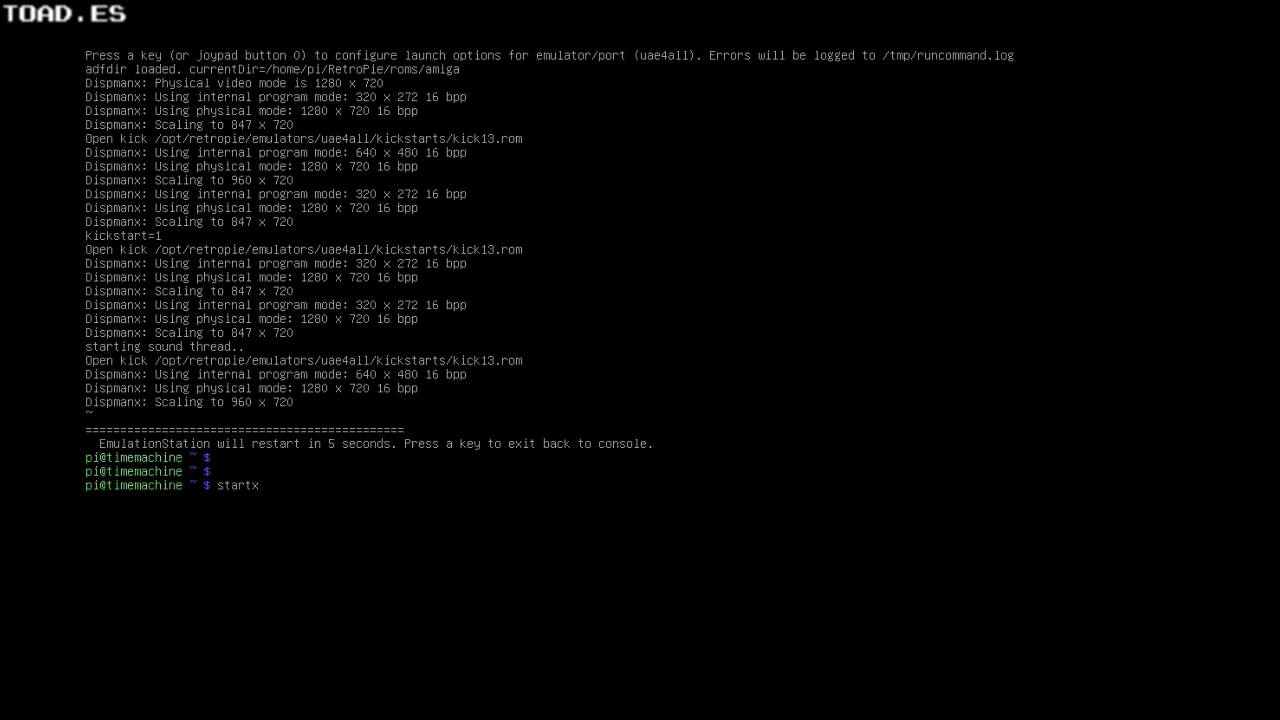 TOAD.ES
Press a key (or joypad button 0) to configure launch options for emulator/port (uae4all). Errors will be logged to /tmp/runcommand.log
adfdir loaded. currentDir=/home/pi/RetroPie/roms/amiga
Dispmanx: Physical video mode is 1280 x 720
Dispmanx: Using internal program mode: 320 x 272 16 bpp
Dispmanx: Using physical mode: 1280 x 720 16 bpp
Dispmanx: Scaling to 847 x 720
Open kick /opt/retropie/emulators/uae4all/kickstarts/kick13.rom
Dispmanx: Using internal program mode: 640 x 480 16 bpp
Dispmanx: Using physical mode: 1280 x 720 16 bpp
Dispmanx: Scaling to 960 x 720
Dispmanx: Using internal program mode: 320 x 272 16 bpp
Dispmanx: Using physical mode: 1280 x 720 16 bpp
Dispmanx: Scaling to 847 x 720
kickstart=1
Open kick /opt/retropie/emulators/uae4all/kickstarts/kick13.rom
Dispmanx: Using internal program mode: 320 x 272 16 bpp
Dispmanx: Using physical mode: 1280 x 720 16 bpp
Dispmanx: Scaling to 847 x 720
Dispmanx: Using internal program mode: 320 x 272 16 bpp
Dispmanx: Using physical mode: 1280 x 720 16 bpp
Dispmanx: Scaling to 847 x 720
starting sound thread..
Open kick /opt/retropie/emulators/uae4all/kickstarts/kick13.rom
Dispmanx: Using internal program mode: 640 x 480 16 bpp
Dispmanx: Using physical mode: 1280 x 720 16 bpp
Dispmanx: Scaling to 960 x 720
~
==============================================
EmulationStation will restart in 5 seconds. Press a key to exit back to console.
pi@timemachine ~ $
pi@timemachine ~ $
pi@timemachine ~ $ startx